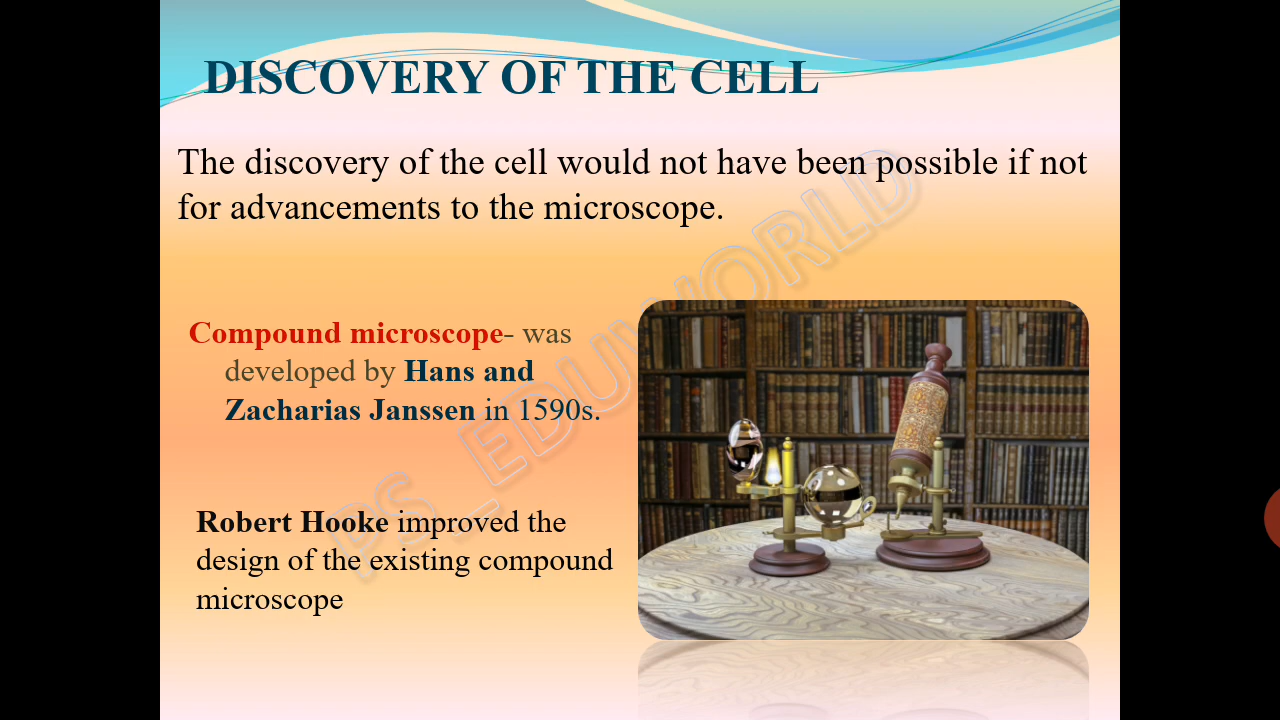 DISCOVERY OF THE CELL
The discovery of the cell would not have been possible if not
for advancements to the microscope.
Compound microscope- was
developed by Hans and
Zacharias Janssen in 1590s.
Robert Hooke improved the
design of the existing compound
microscope
PS_EDUWORLD